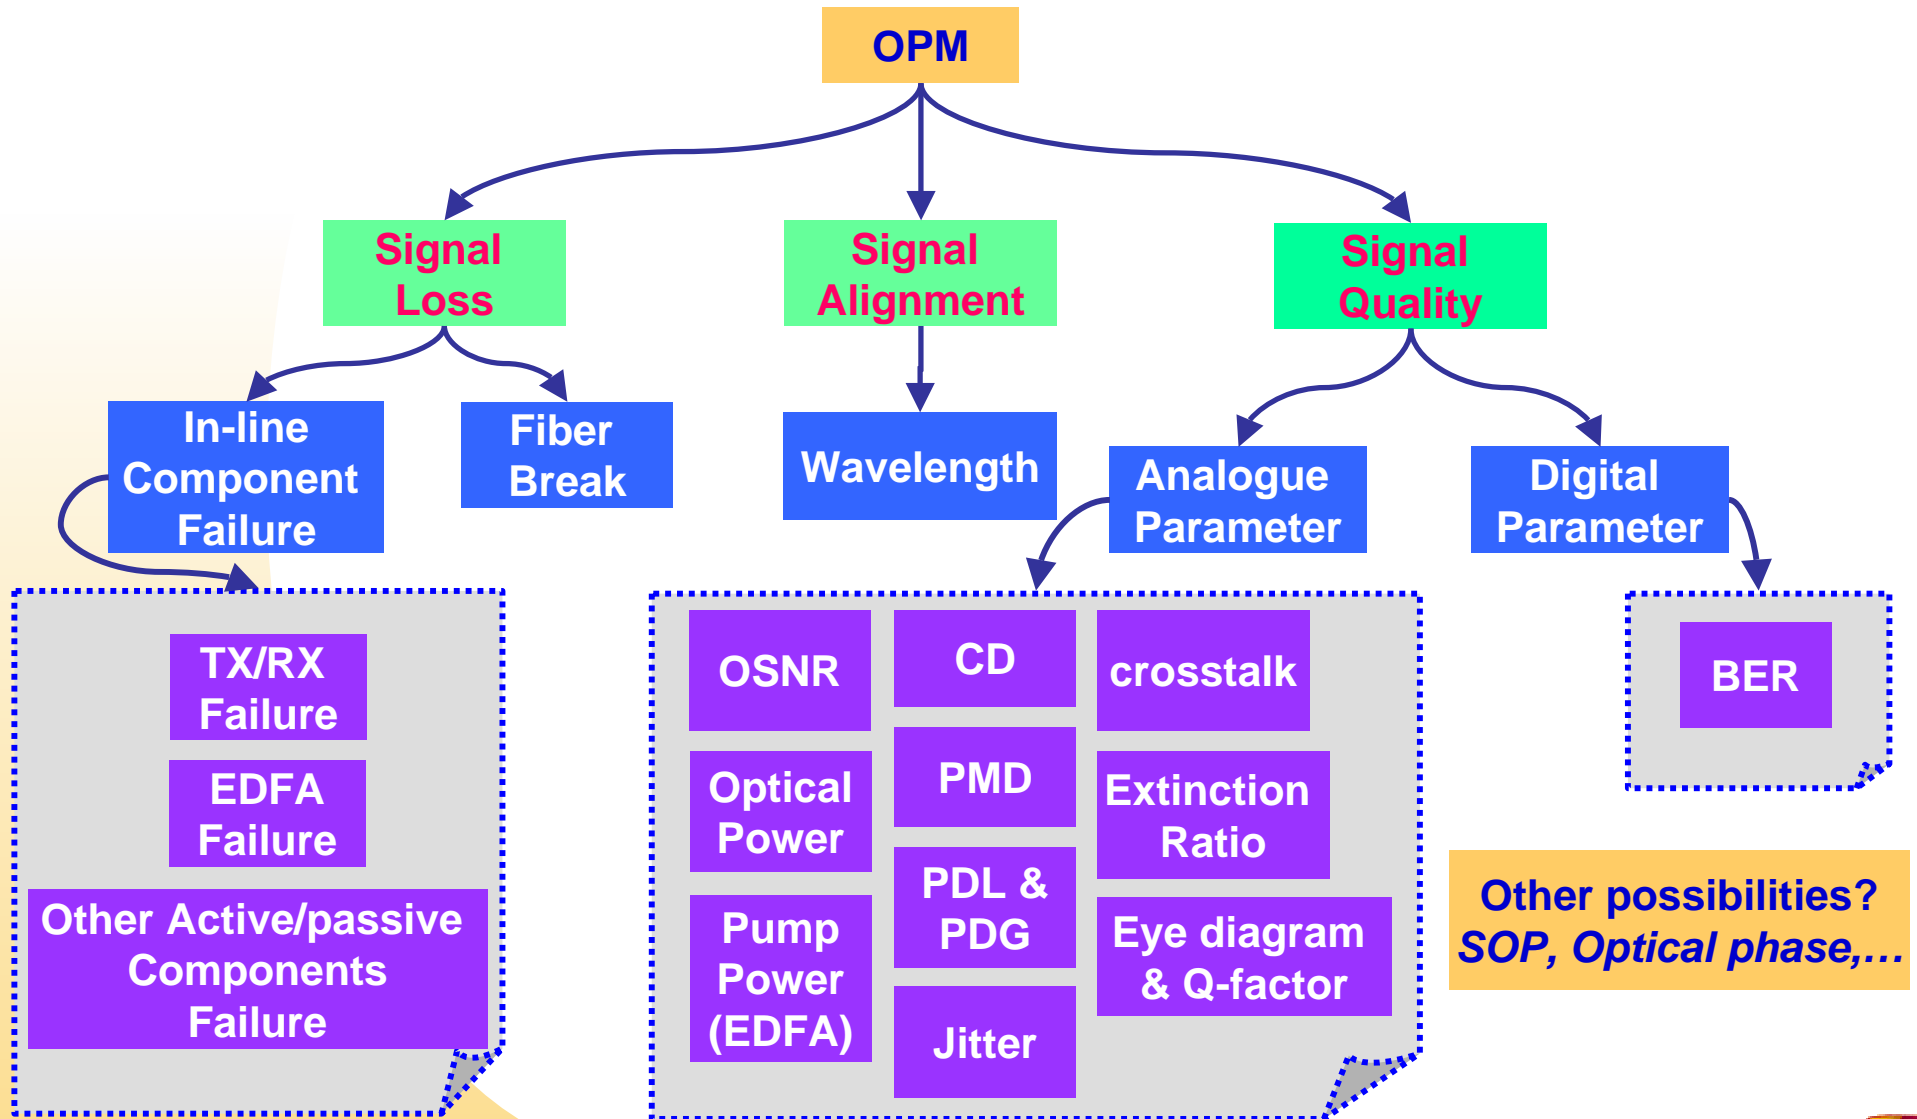 OPM
Signal
Loss
Signal
Alignment
Signal
Quality
In-line
Component
Failure
Fiber
Break
Wavelength
Analogue
Parameter
Digital
Parameter
TX/RX
Failure
EDFA
Failure
Other Active/passive
Components
Failure
OSNR
Optical
Power
Pump
Power
(EDFA)
CD
PMD
PDL &
PDG
Jitter
crosstalk
Extinction
Ratio
Eye diagram
& Q-factor
BER
Other possibilities?
SOP, Optical phase,…